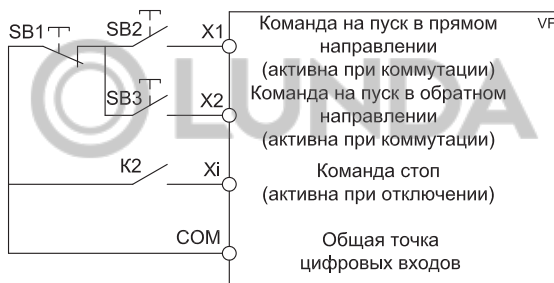 SB1
SB2
X1
SB3
X2
К2
Xi
COM
VF
Команда на пуск в прямом
направлении
(активна при коммутации)
Команда на пуск в обратном
направлении
(активна при коммутации)
Команда стоп
(активна при отключении)
Общая точка
цифровых входов
LUNDA